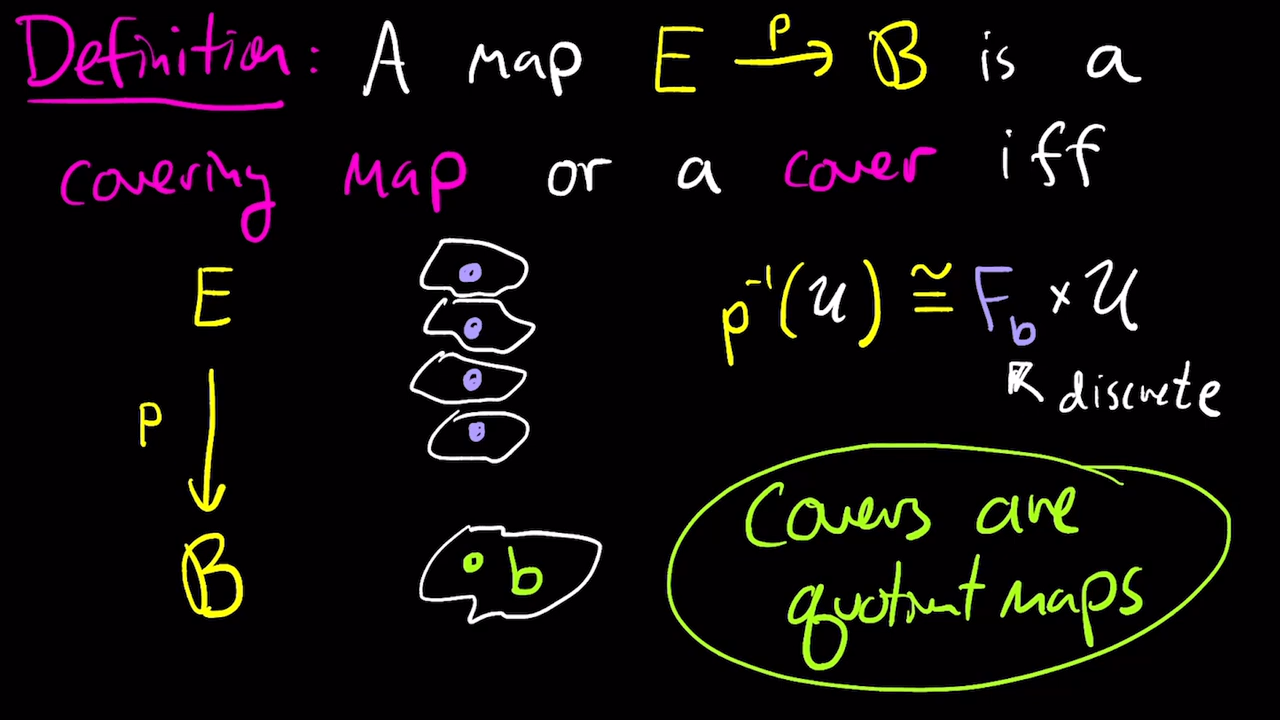 Definition: A map E →^p B is a
covering map or a cover iff
E
p⁻¹(U) ≅ F_b × U
discrete
p
B
b
Covers are
quotient maps